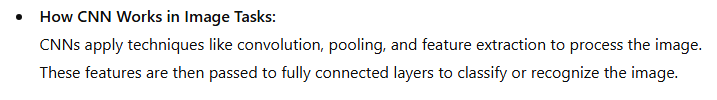 • How CNN Works in Image Tasks:
CNNs apply techniques like convolution, pooling, and feature extraction to process the image.
These features are then passed to fully connected layers to classify or recognize the image.